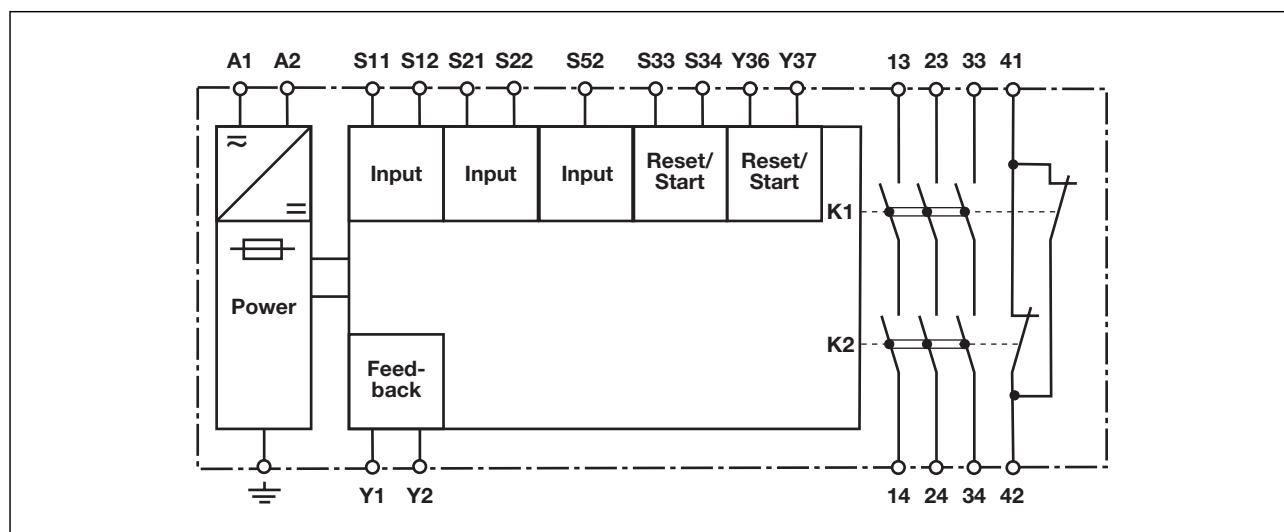 A1 A2 S11 S12 S21 S22 S52 S33 S34 Y36 Y37 13 23 33 41
Input Input Input Reset/ Start Reset/ Start
K1
Power
K2
Feed-
back
Y1 Y2 14 24 34 42